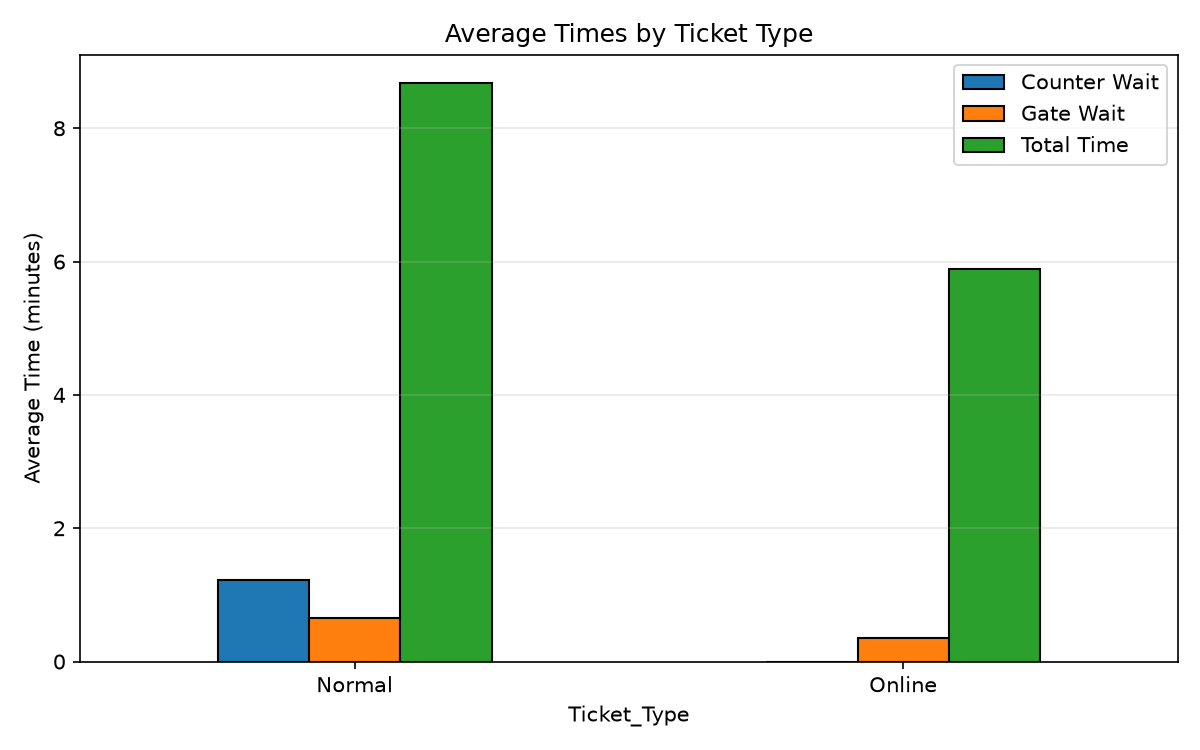 Average Times by Ticket Type
Counter Wait
Gate Wait
Total Time
Average Time (minutes)
8
6
4
2
0
Normal
Online
Ticket_Type